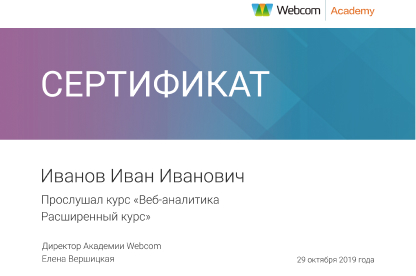 Webcom Academy
СЕРТИФИКАТ
Иванов Иван Иванович
Прослушал курс «Веб-аналитика
Расширенный курс»
Директор Академии Webcom
Елена Вершицкая
29 октября 2019 года